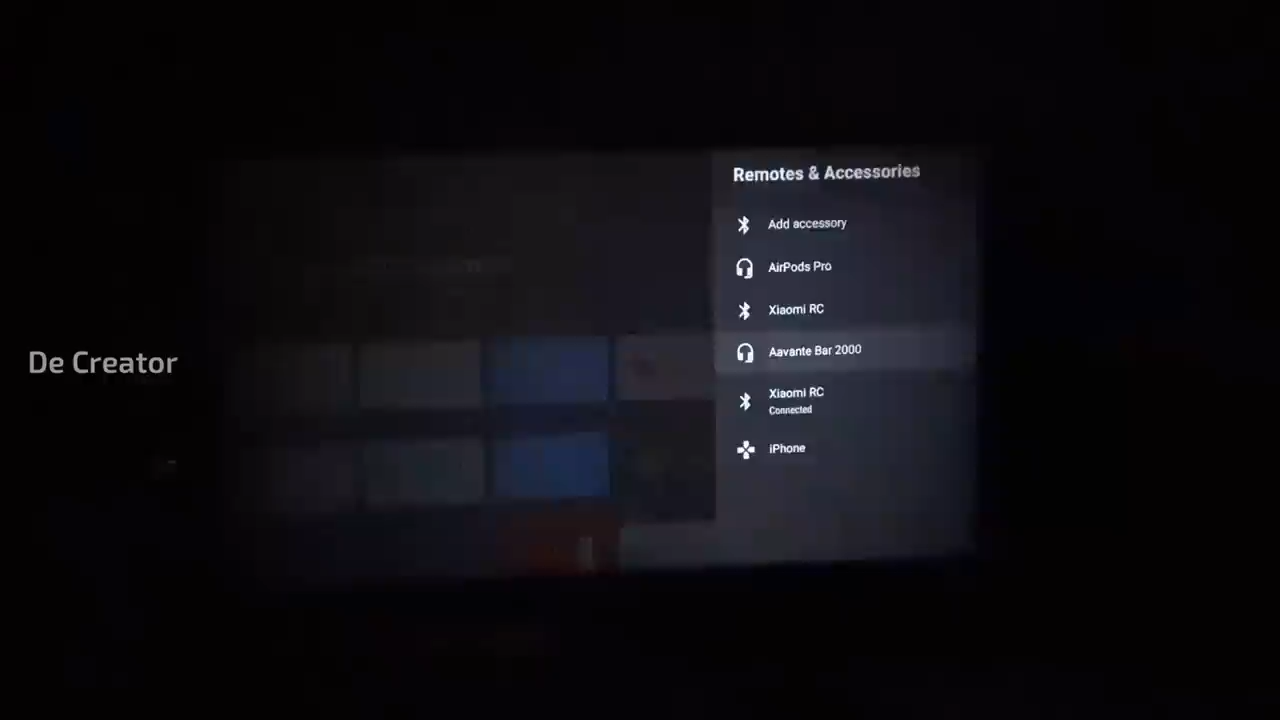 Remotes & Accessories
Add accessory
AirPods Pro
Xiaomi RC
De Creator
Aavante Bar 2000
Xiaomi RC
Connected
iPhone